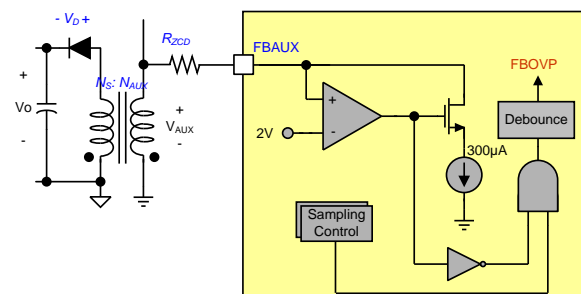 - VD +
RZCD
FBAUX
FBOVP
+
Vo
-
NS: NAUX
+
VAUX
-
2V
+
-
300µA
Debounce
Sampling
Control